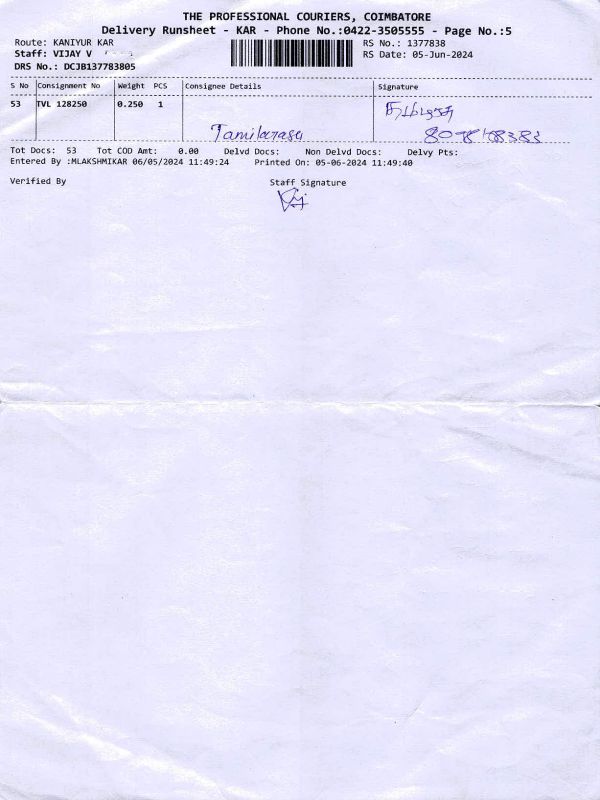 THE PROFESSIONAL COURIERS, COIMBATORE
Delivery Runsheet - KAR - Phone No.:0422-3505555 - Page No.:5
Route: KANIYUR KAR
RS No.: 1377838
Staff: VIJAY V
RS Date: 05-Jun-2024
DRS No.: DCJB137783805
S No Consignment No Weight PCS Consignee Details Signature
53 TVL 128250 0.250 1
Tamilarasu
Tot Docs: 53 Tot COD Amt: 0.00 Delvd Docs: Non Delvd Docs: Delvy Pts:
Entered By :MLAKSHMIKAR 06/05/2024 11:49:24 Printed On: 05-06-2024 11:49:40
Verified By Staff Signature